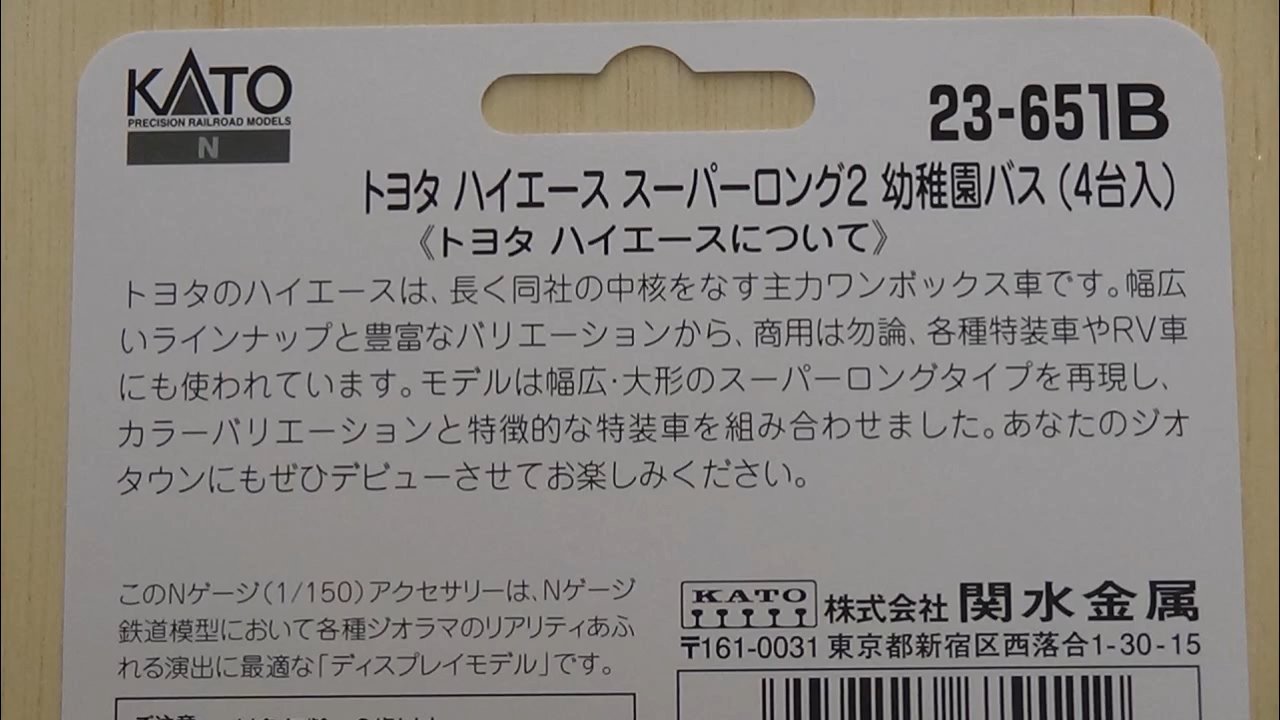 KATO
PRECISION RAILROAD MODELS
N
23-651B
トヨタ ハイエース スーパーロング2 幼稚園バス(4台入)
《トヨタ ハイエースについて》
トヨタのハイエースは、長く同社の中核をなす主力ワンボックス車です。幅広
いラインナップと豊富なバリエーションから、商用は勿論、各種特装車やRV車
にも使われています。モデルは幅広・大形のスーパーロングタイプを再現し、
カラーバリエーションと特徴的な特装車を組み合わせました。あなたのジオ
タウンにもぜひデビューさせてお楽しみください。
このNゲージ(1/150)アクセサリーは、Nゲージ
鉄道模型において各種ジオラマのリアリティあふ
れる演出に最適な「ディスプレイモデル」です。
KATO 株式会社 関水金属
〒161-0031 東京都新宿区西落合1-30-15